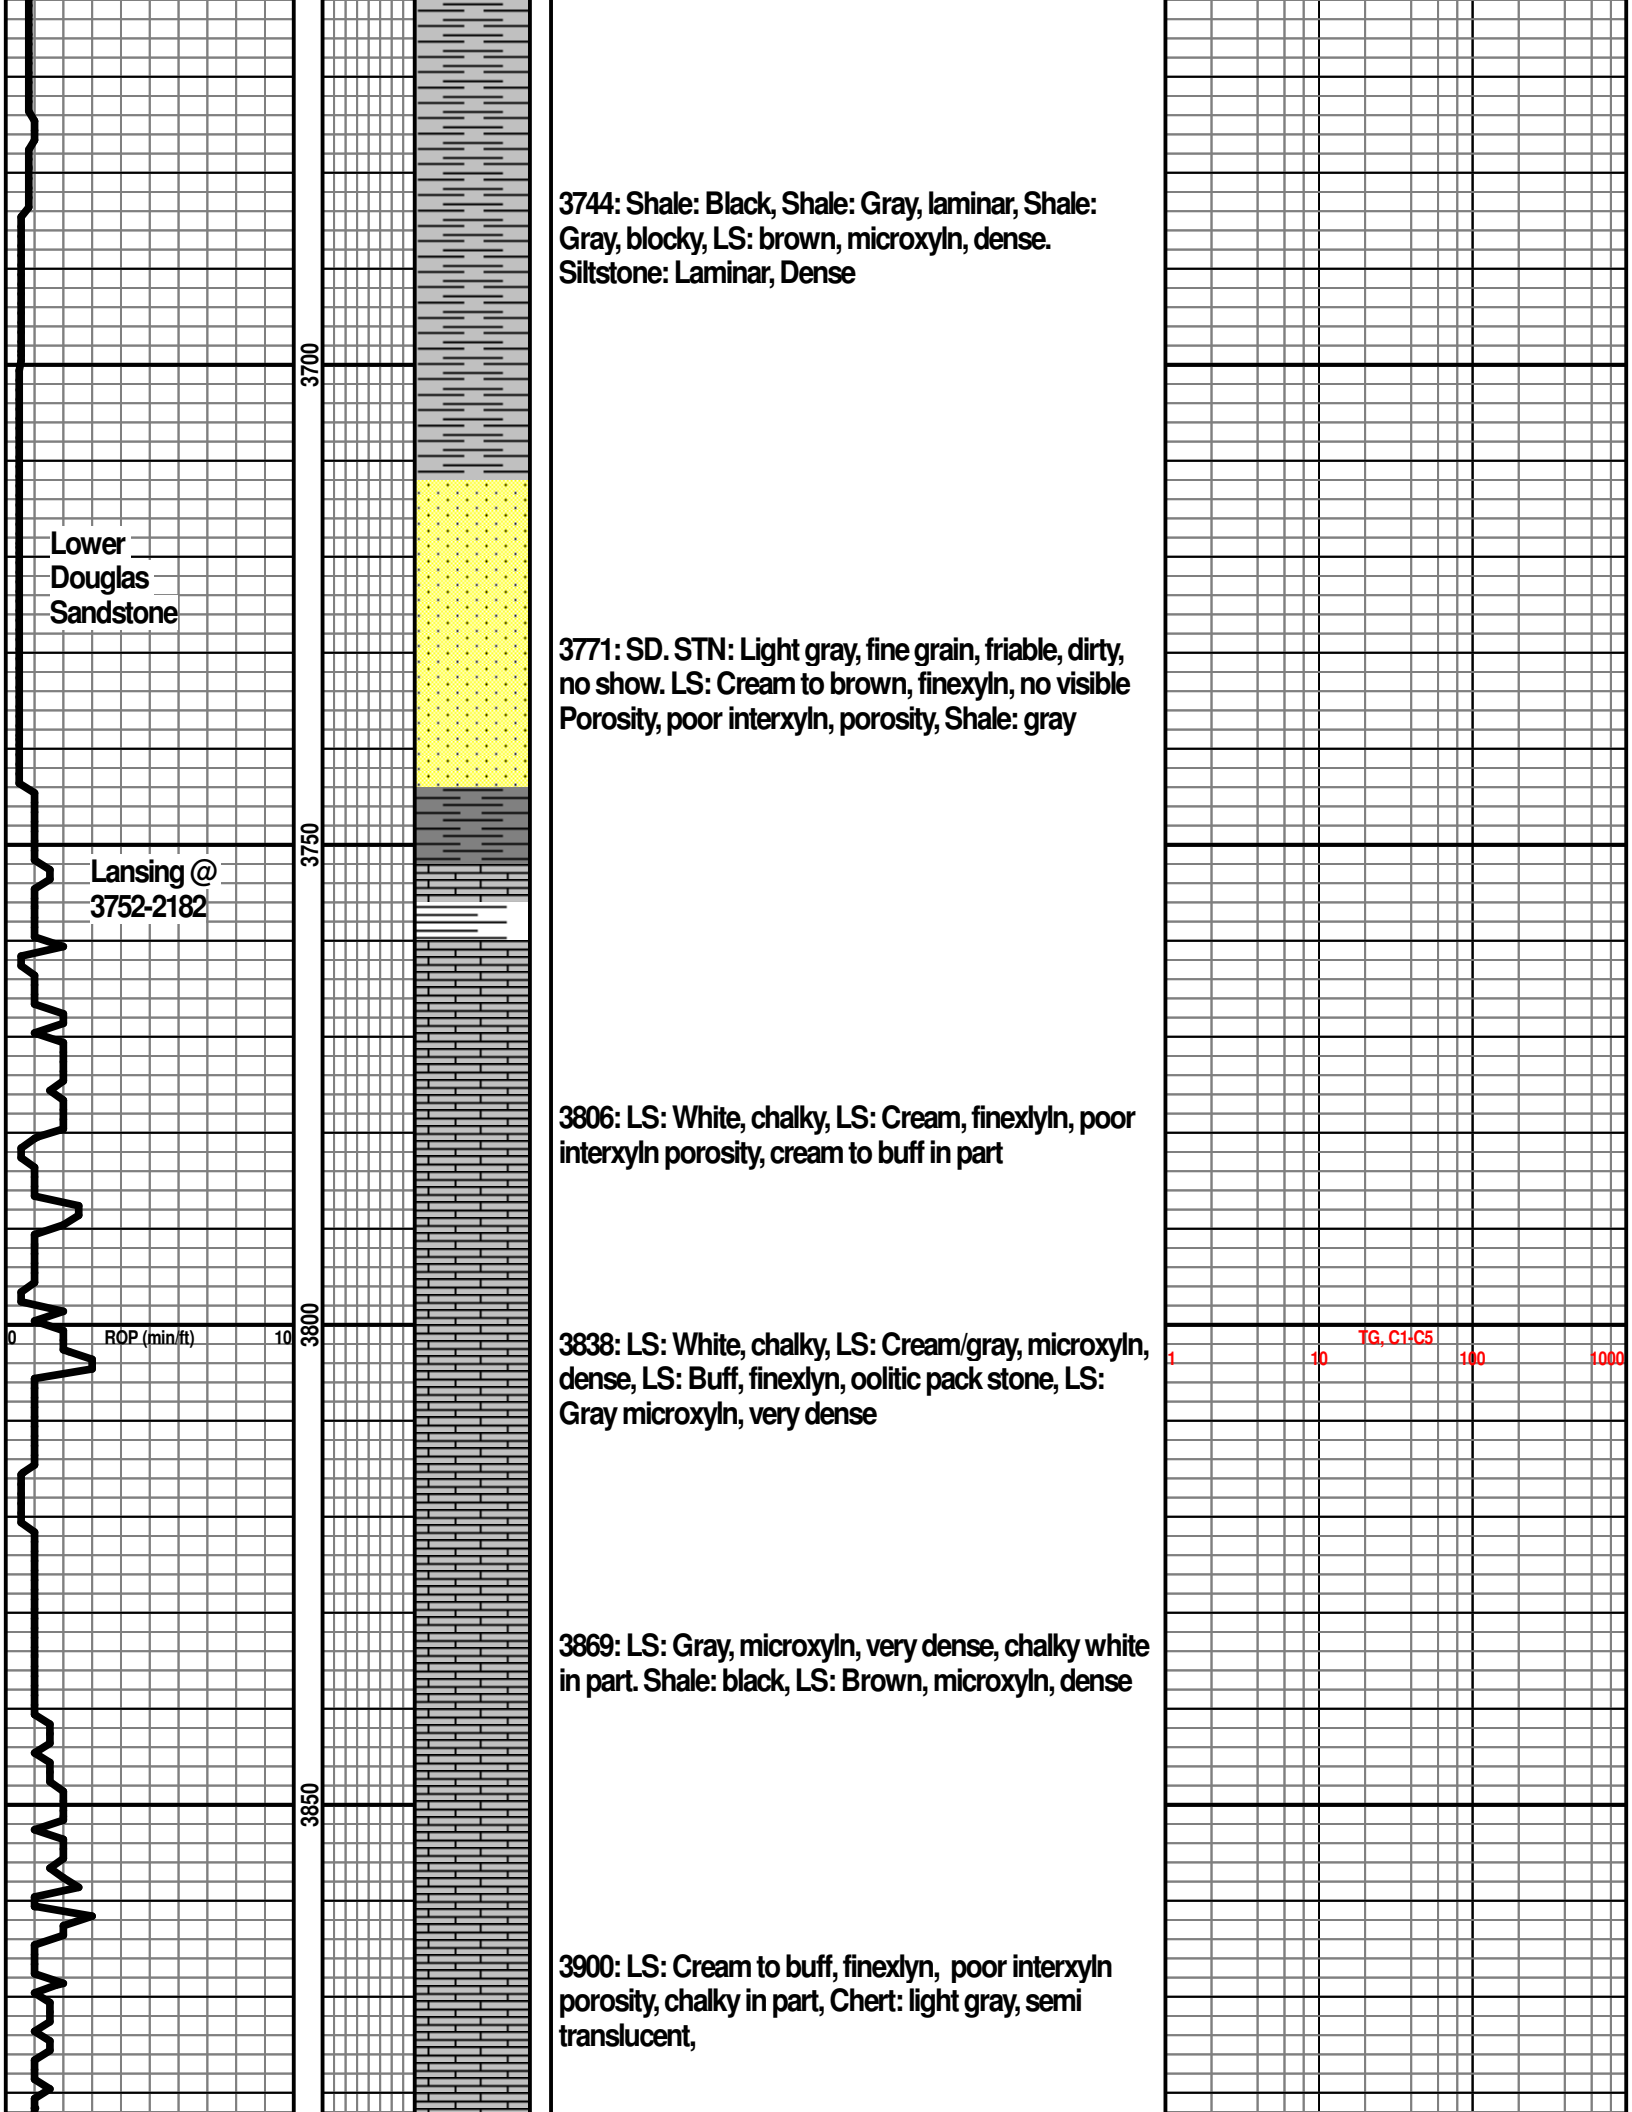 3744: Shale: Black, Shale: Gray, laminar, Shale:
Gray, blocky, LS: brown, microxyln, dense.
Siltstone: Laminar, Dense
3700
Lower
Douglas
Sandstone
3771: SD. STN: Light gray, fine grain, friable, dirty,
no show. LS: Cream to brown, finexyln, no visible
Porosity, poor interxyln, porosity, Shale: gray
3750
Lansing @
3752-2182
3806: LS: White, chalky, LS: Cream, finexlyln, poor
interxyln porosity, cream to buff in part
3800
0 ROP (min/ft) 10
TG, C1-C5
1 10 100 1000
3838: LS: White, chalky, LS: Cream/gray, microxyln,
dense, LS: Buff, finexlyn, oolitic pack stone, LS:
Gray microxyln, very dense
3869: LS: Gray, microxyln, very dense, chalky white
in part. Shale: black, LS: Brown, microxyln, dense
3850
3900: LS: Cream to buff, finexlyn, poor interxyln
porosity, chalky in part, Chert: light gray, semi
translucent,